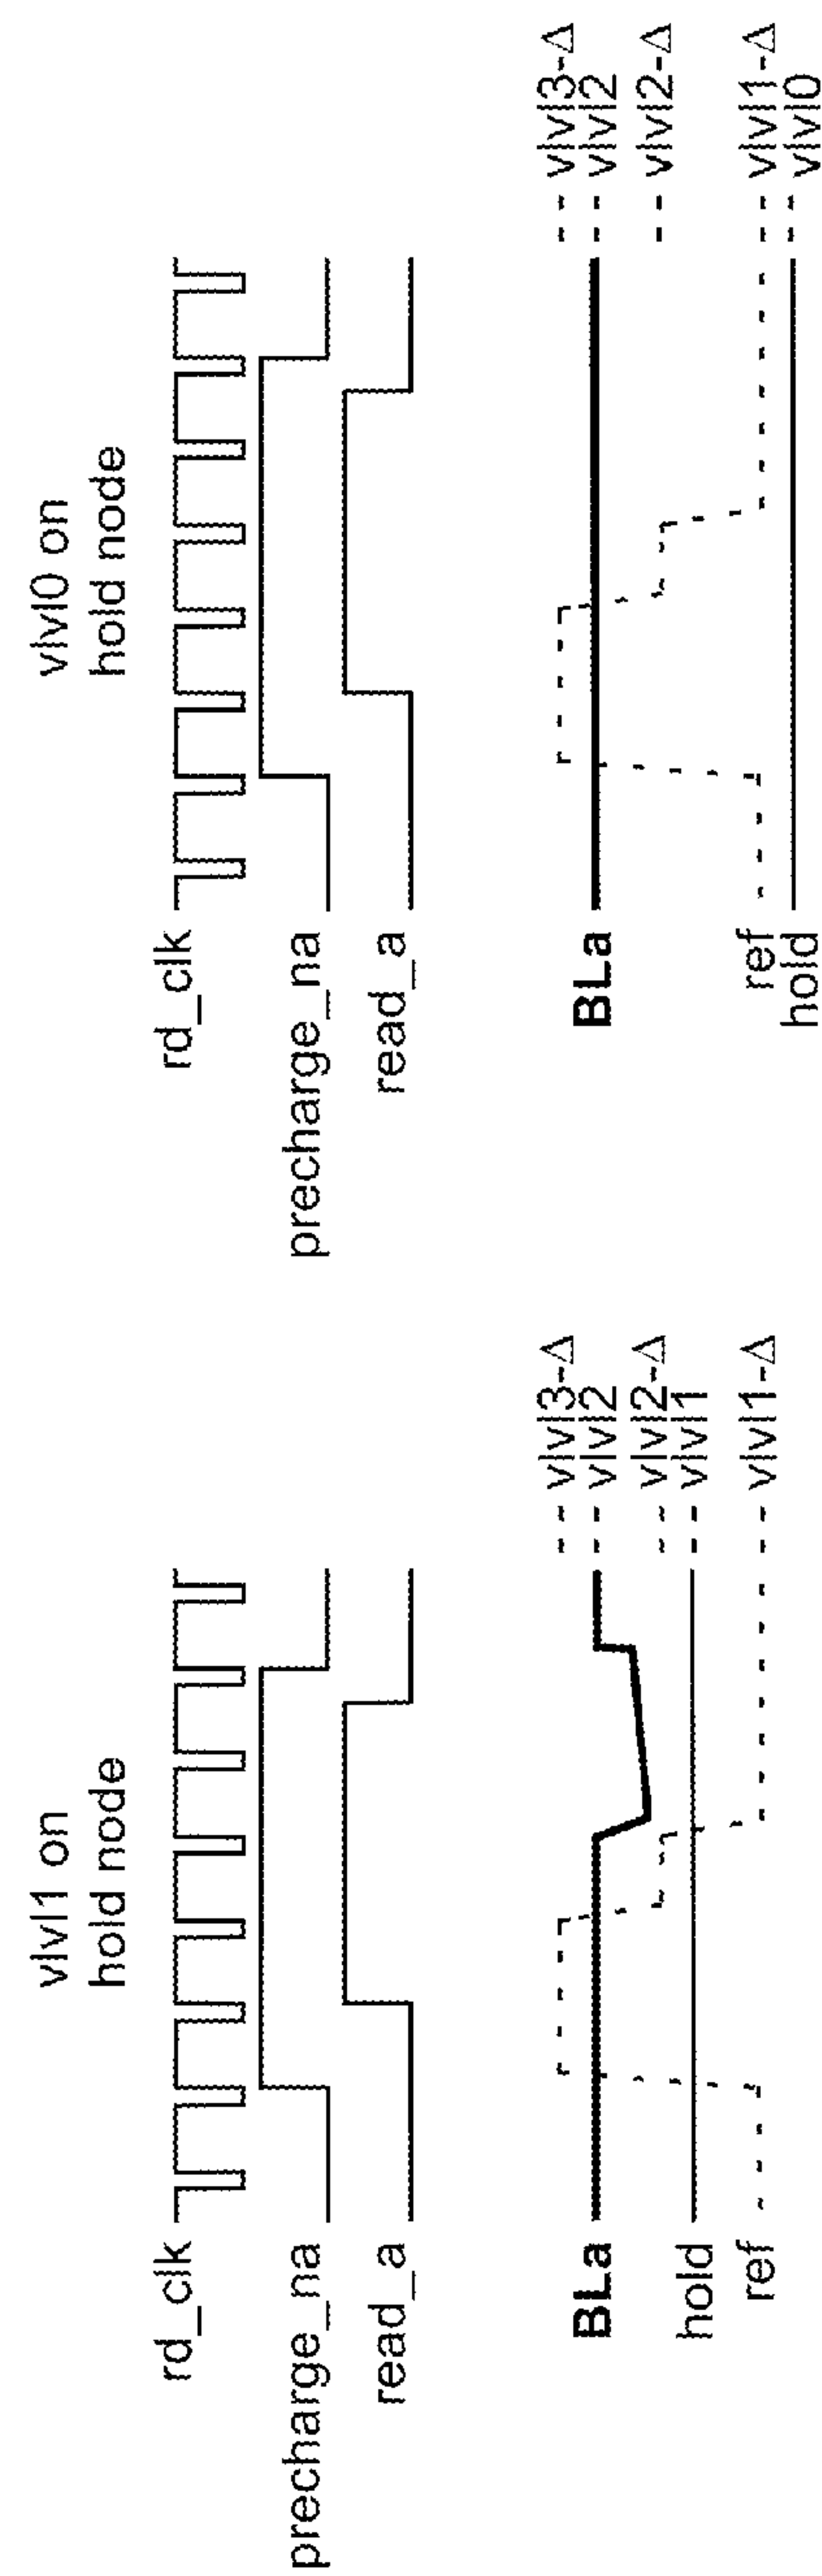 vlvl1 on
hold node
rd_clk
precharge_na
read_a
BLa
hold
ref
vlvl3-Δ
vlvl2
vlvl2-Δ
vlvl1
vlvl1-Δ
vlvl0 on
hold node
rd_clk
precharge_na
read_a
BLa
ref
hold
vlvl3-Δ
vlvl2
vlvl2-Δ
vlvl1-Δ
vlvl0